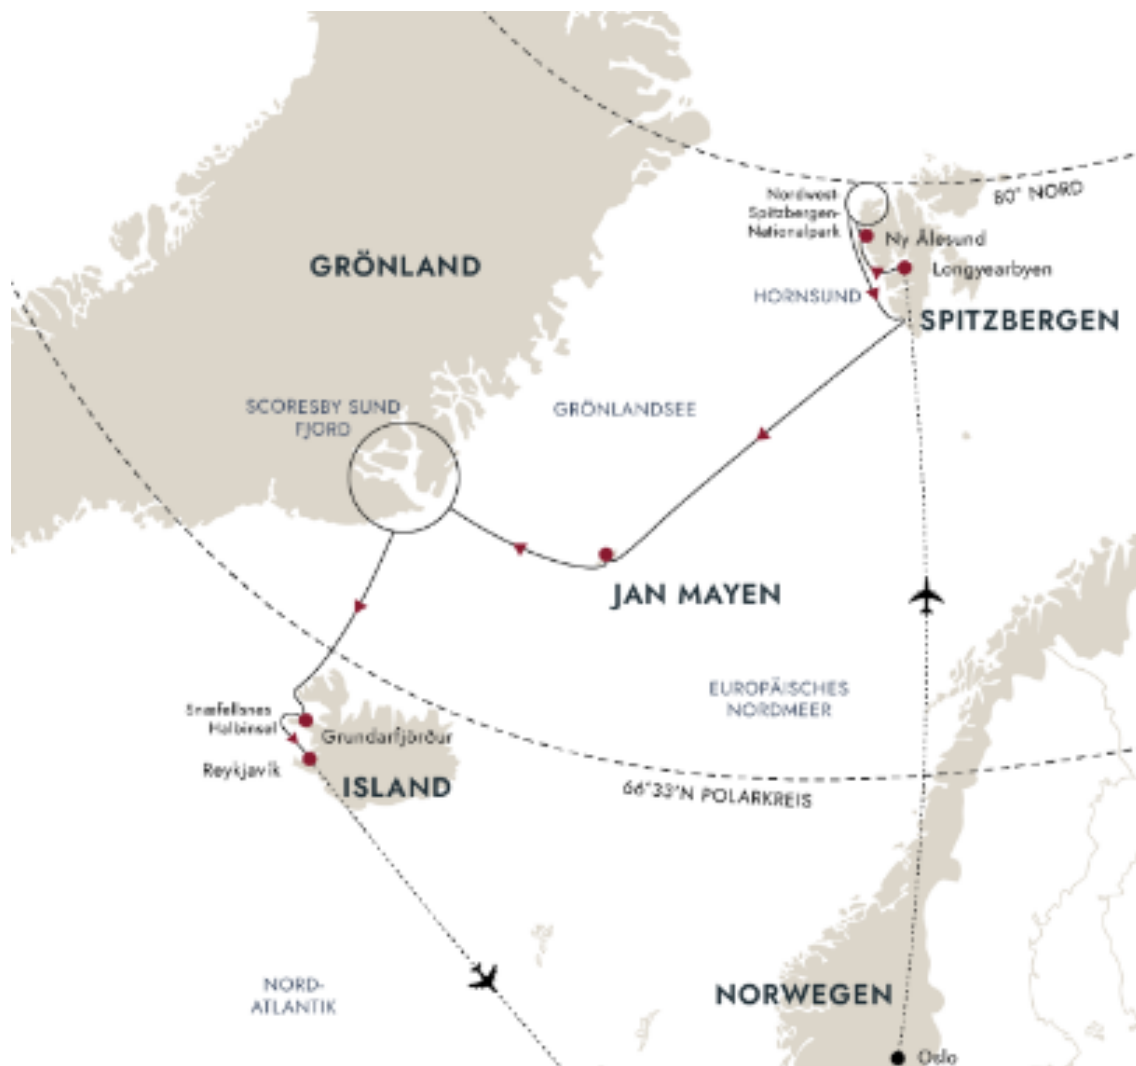 80° NORD
Nordwest-
Spitzbergen-
Nationalpark
Ny Ålesund
Longyearbyen
GRÖNLAND
HORNSUND
SPITZBERGEN
SCORESBY SUND
FJORD
GRÖNLANDSEE
JAN MAYEN
EUROPÄISCHES
NORDMEER
Snæfellsnes
Halbinsel
Grundarfjörður
Reykjavík
ISLAND
66°33'N POLARKREIS
NORD-
ATLANTIK
NORWEGEN
Oslo